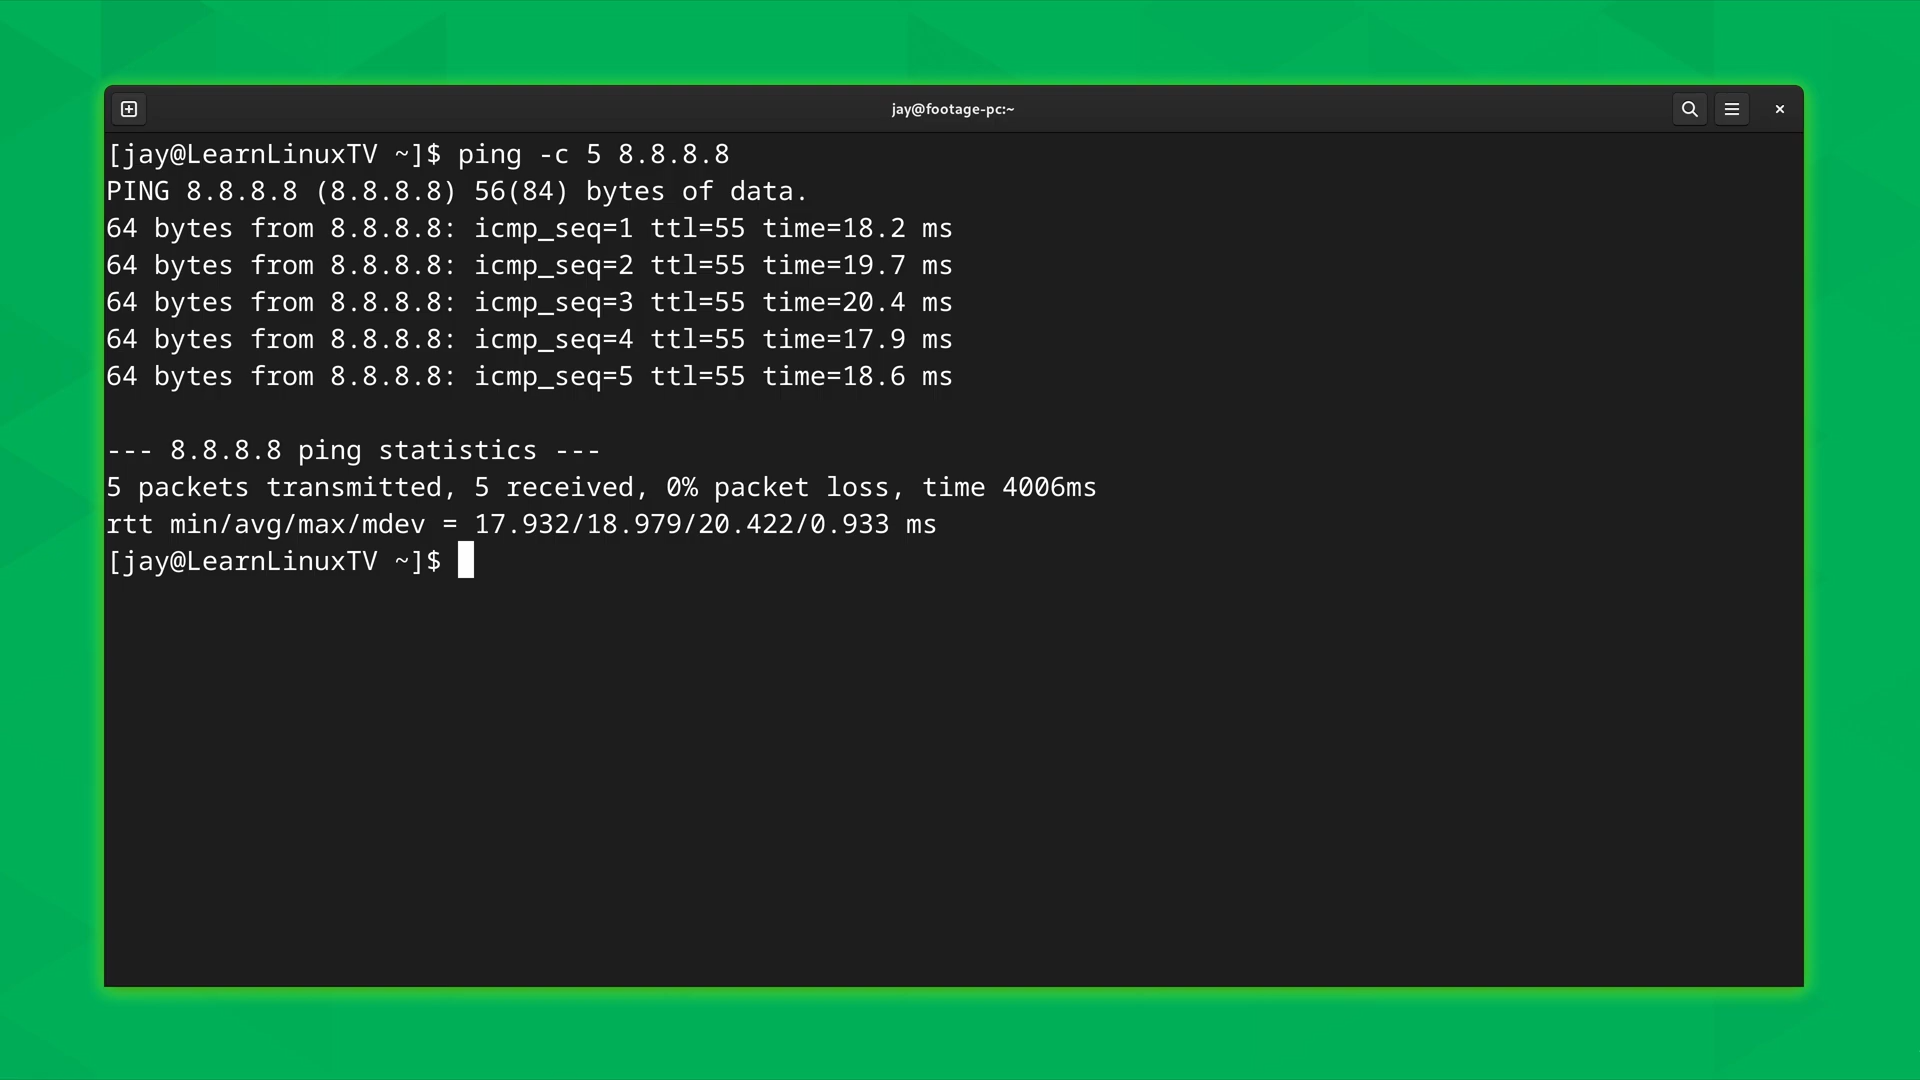 jay@footage-pc:~
[jay@LearnLinuxTV ~]$ ping -c 5 8.8.8.8
PING 8.8.8.8 (8.8.8.8) 56(84) bytes of data.
64 bytes from 8.8.8.8: icmp_seq=1 ttl=55 time=18.2 ms
64 bytes from 8.8.8.8: icmp_seq=2 ttl=55 time=19.7 ms
64 bytes from 8.8.8.8: icmp_seq=3 ttl=55 time=20.4 ms
64 bytes from 8.8.8.8: icmp_seq=4 ttl=55 time=17.9 ms
64 bytes from 8.8.8.8: icmp_seq=5 ttl=55 time=18.6 ms

--- 8.8.8.8 ping statistics ---
5 packets transmitted, 5 received, 0% packet loss, time 4006ms
rtt min/avg/max/mdev = 17.932/18.979/20.422/0.933 ms
[jay@LearnLinuxTV ~]$